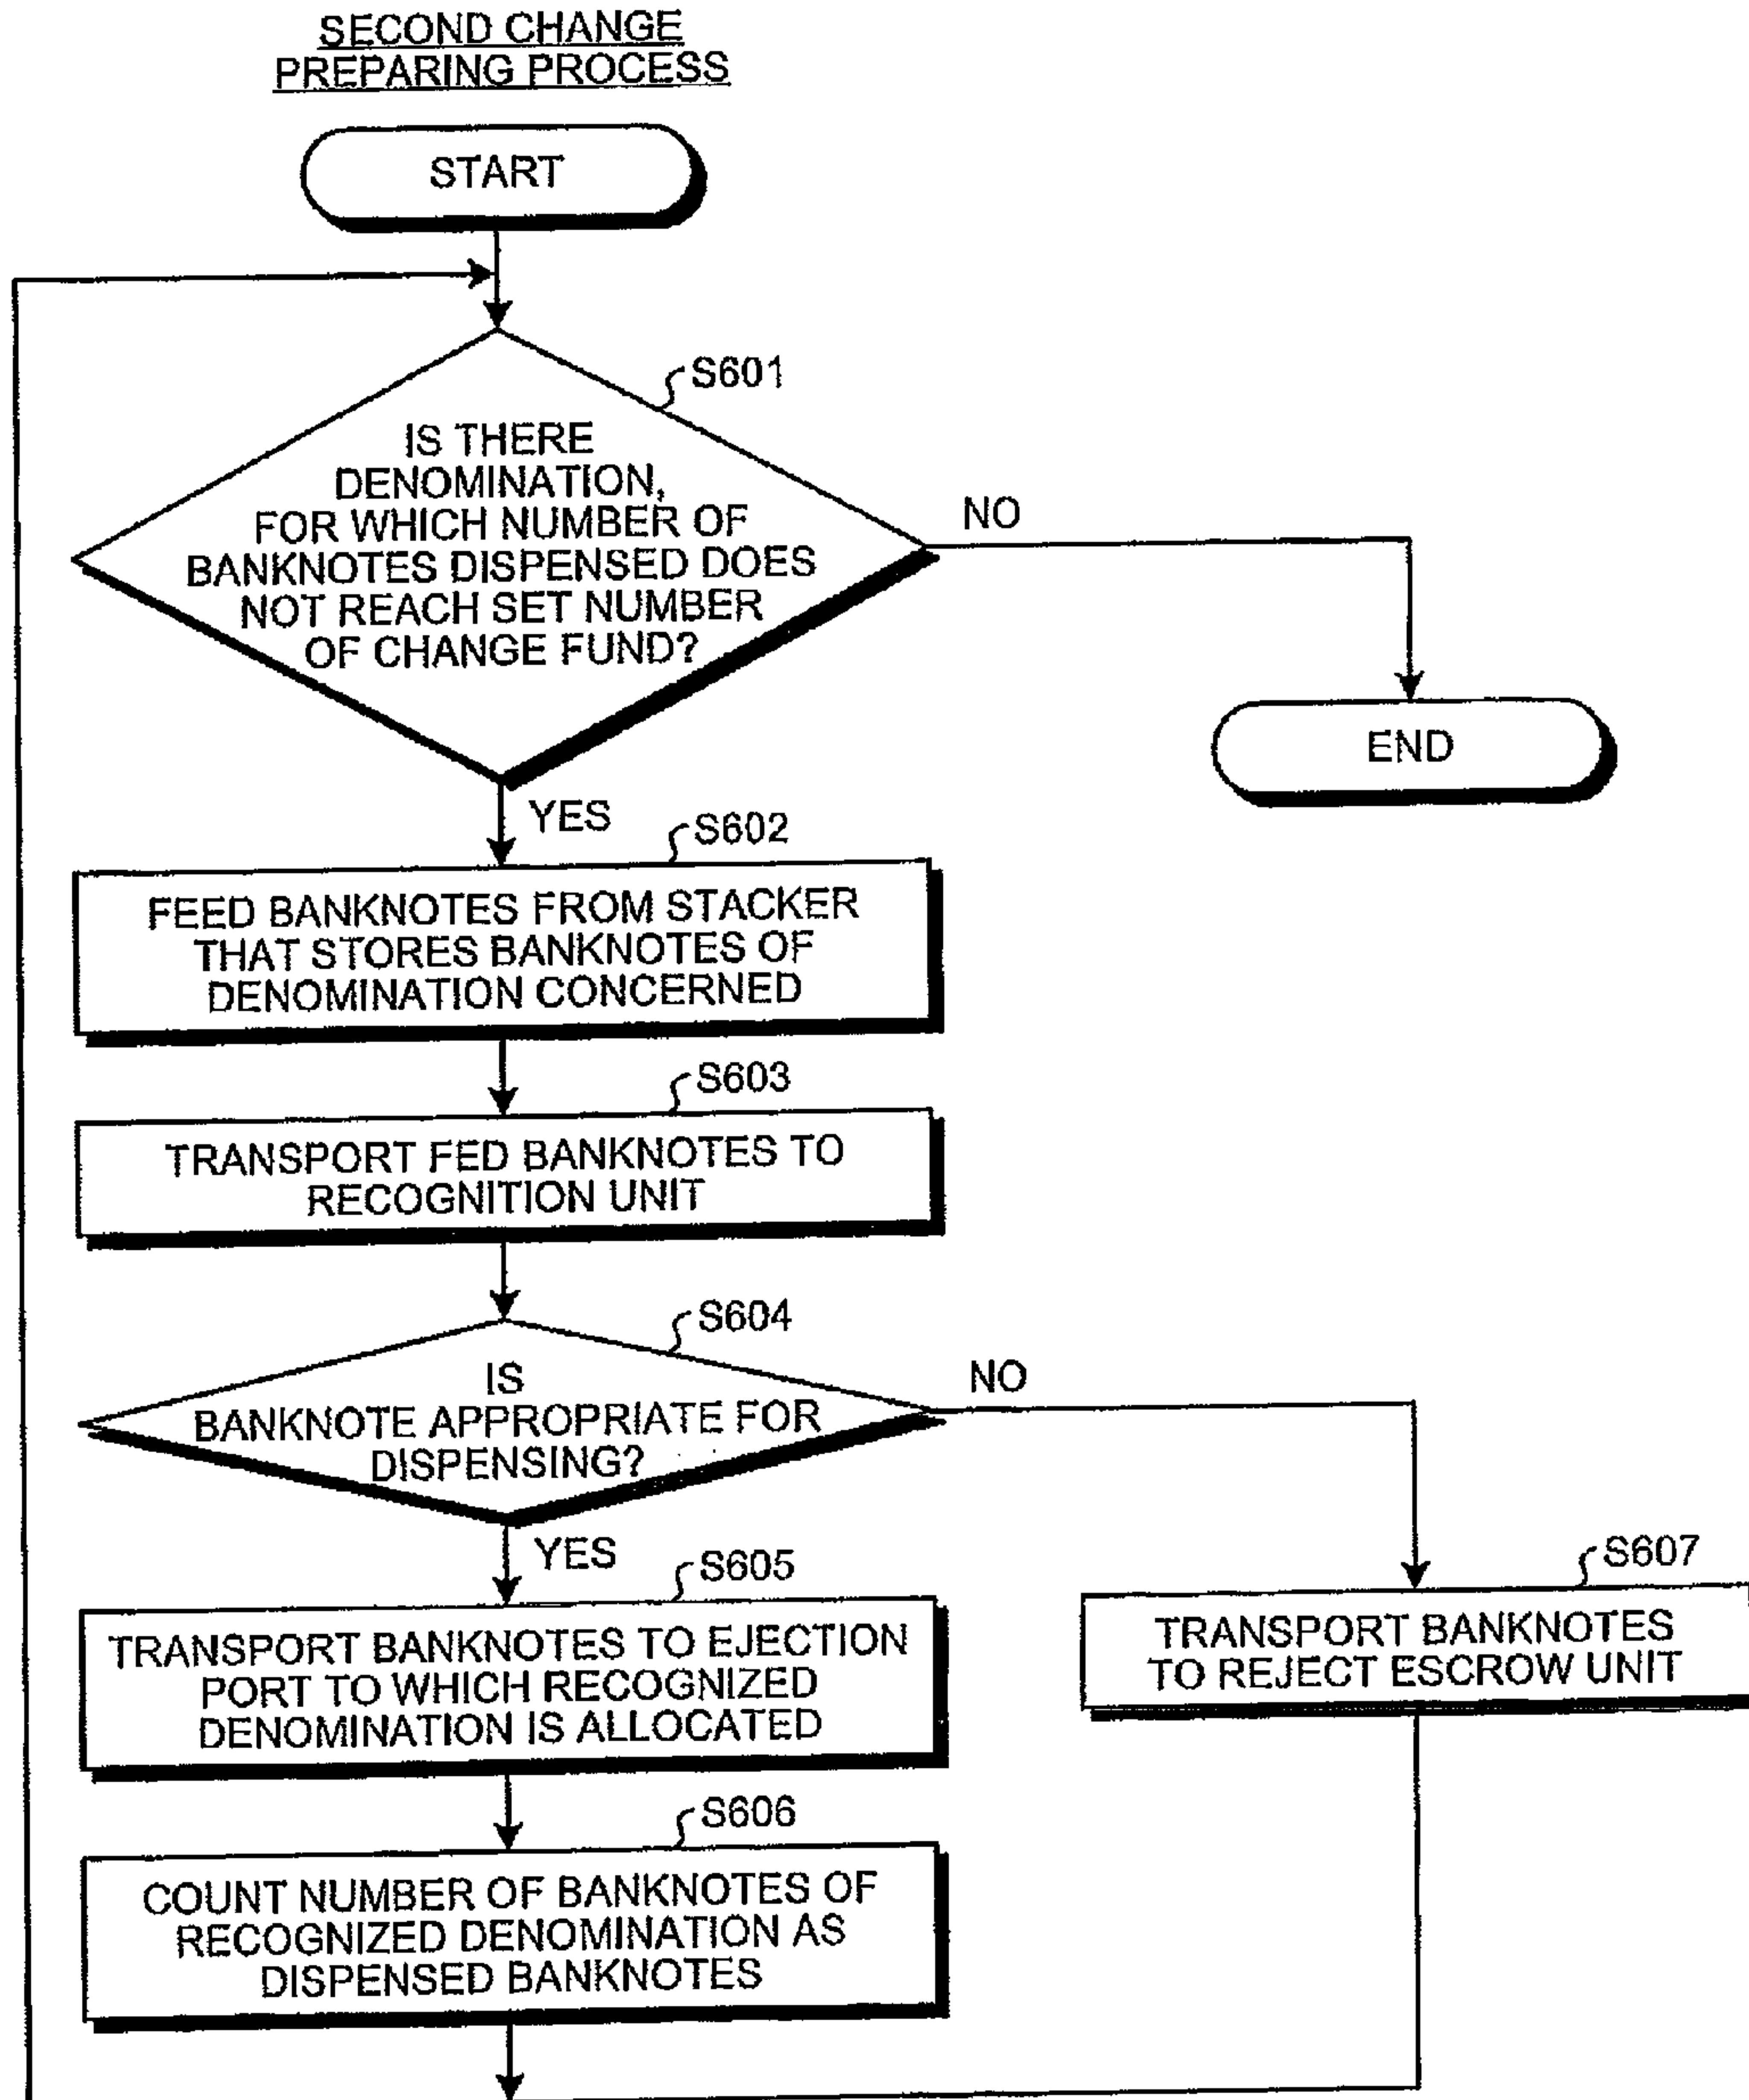 SECOND CHANGE
PREPARING PROCESS
START
S601
IS THERE
DENOMINATION,
FOR WHICH NUMBER OF
BANKNOTES DISPENSED DOES
NOT REACH SET NUMBER
OF CHANGE FUND?
NO
END
YES
S602
FEED BANKNOTES FROM STACKER
THAT STORES BANKNOTES OF
DENOMINATION CONCERNED
S603
TRANSPORT FED BANKNOTES TO
RECOGNITION UNIT
S604
IS
BANKNOTE APPROPRIATE FOR
DISPENSING?
NO
YES
S605
TRANSPORT BANKNOTES TO EJECTION
PORT TO WHICH RECOGNIZED
DENOMINATION IS ALLOCATED
S607
TRANSPORT BANKNOTES
TO REJECT ESCROW UNIT
S606
COUNT NUMBER OF BANKNOTES OF
RECOGNIZED DENOMINATION AS
DISPENSED BANKNOTES